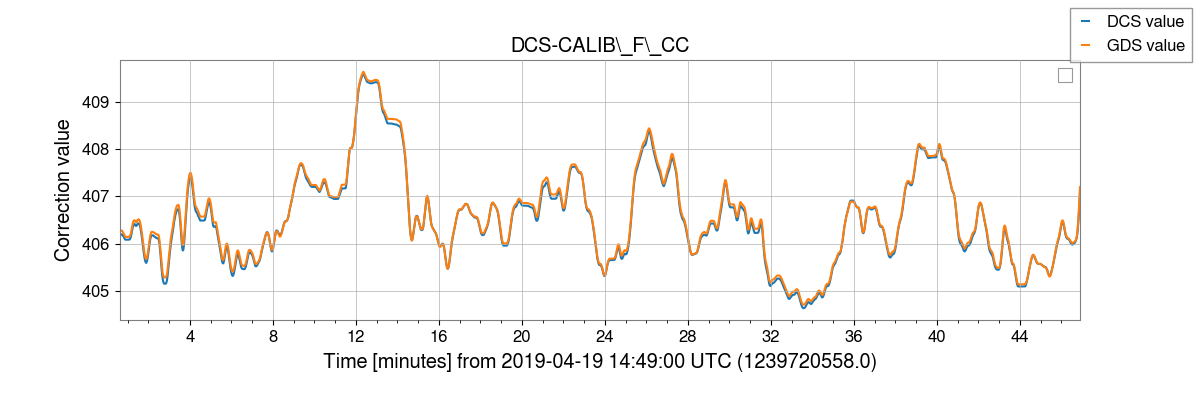 DCS value
GDS value
DCS-CALIB\_F\_CC
409
408
407
406
405
Correction value
4 8 12 16 20 24 28 32 36 40 44
Time [minutes] from 2019-04-19 14:49:00 UTC (1239720558.0)